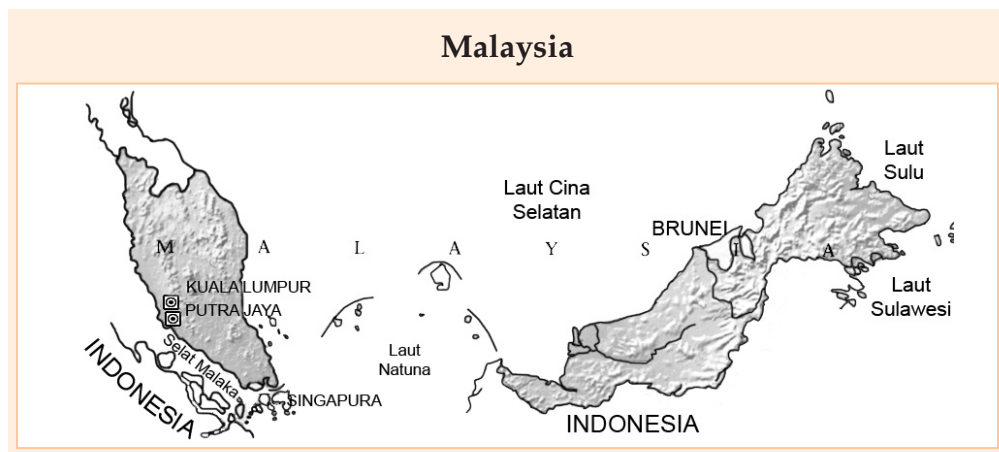 Malaysia
Laut
Sulu
Laut Cina
Selatan
BRUNEI
M A L A Y S I A
KUALA LUMPUR
PUTRA JAYA
Laut
Sulawesi
Selat Malaka
Laut
Natuna
INDONESIA
SINGAPURA
INDONESIA